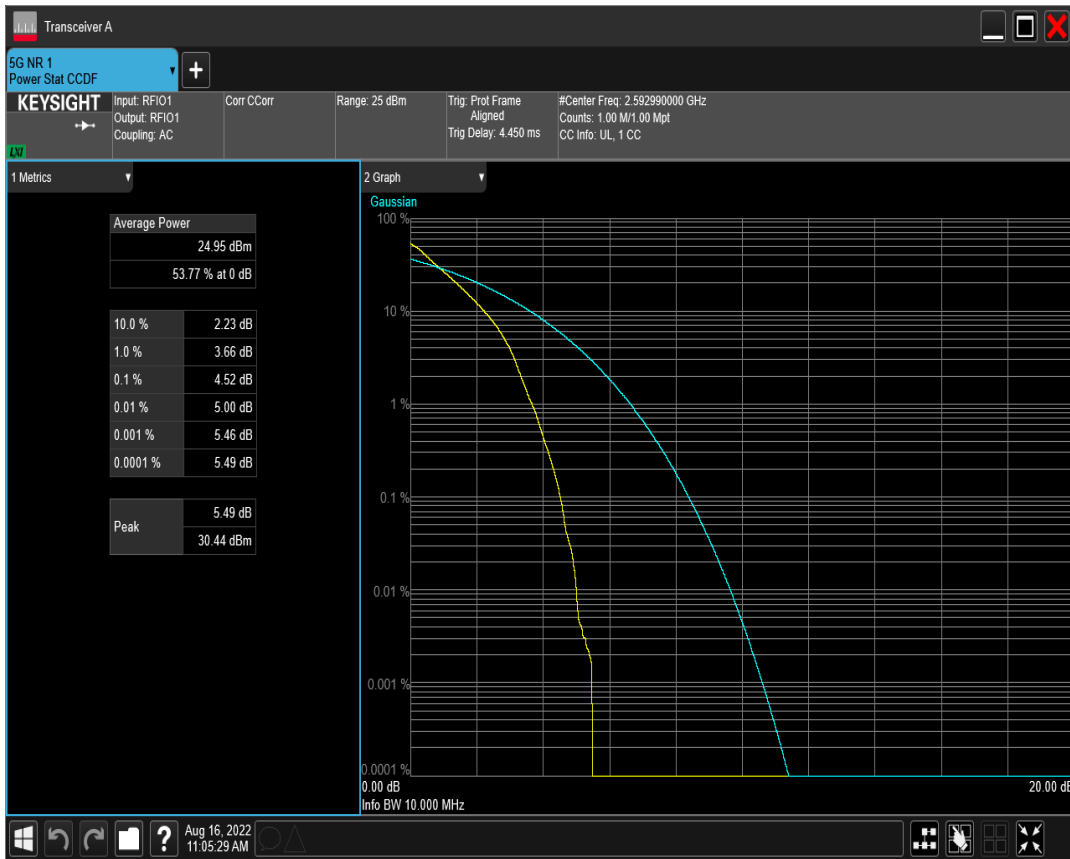 Transceiver A
5G NR 1
Power Stat CCDF
+
KEYSIGHT
Input: RFIO1
Output: RFIO1
Coupling: AC
Corr CCorr
Range: 25 dBm
Trig: Prot Frame
Aligned
Trig Delay: 4.450 ms
#Center Freq: 2.592990000 GHz
Counts: 1.00 M/1.00 Mpt
CC Info: UL, 1 CC
LXI
1 Metrics
Average Power
24.95 dBm
53.77 % at 0 dB
10.0 % 2.23 dB
1.0 % 3.66 dB
0.1 % 4.52 dB
0.01 % 5.00 dB
0.001 % 5.46 dB
0.0001 % 5.49 dB
Peak
5.49 dB
30.44 dBm
2 Graph
Gaussian
100 %
10 %
1 %
0.1 %
0.01 %
0.001 %
0.0001 %
0.00 dB 20.00 dB
Info BW 10.000 MHz
? Aug 16, 2022
11:05:29 AM